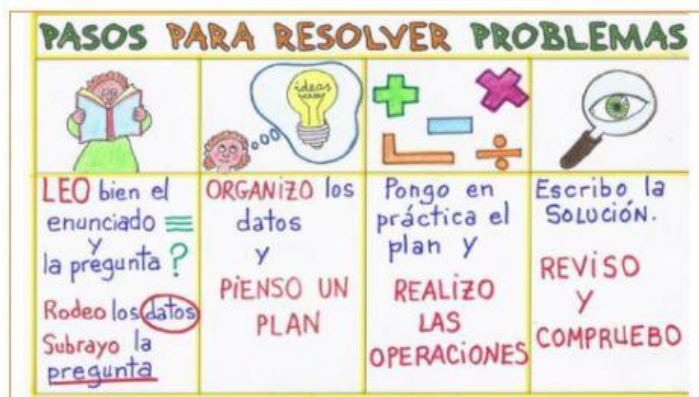 PASOS PARA RESOLVER PROBLEMAS
ideas
LEO bien el
enunciado
y
la pregunta ?
Rodeo los datos
Subrayo la
pregunta
ORGANIZO los
datos
y
PIENSO UN
PLAN
Pongo en
práctica el
plan y
REALIZO
LAS
OPERACIONES
Escribo la
SOLUCIÓN.
REVISO
Y
COMPRUEBO